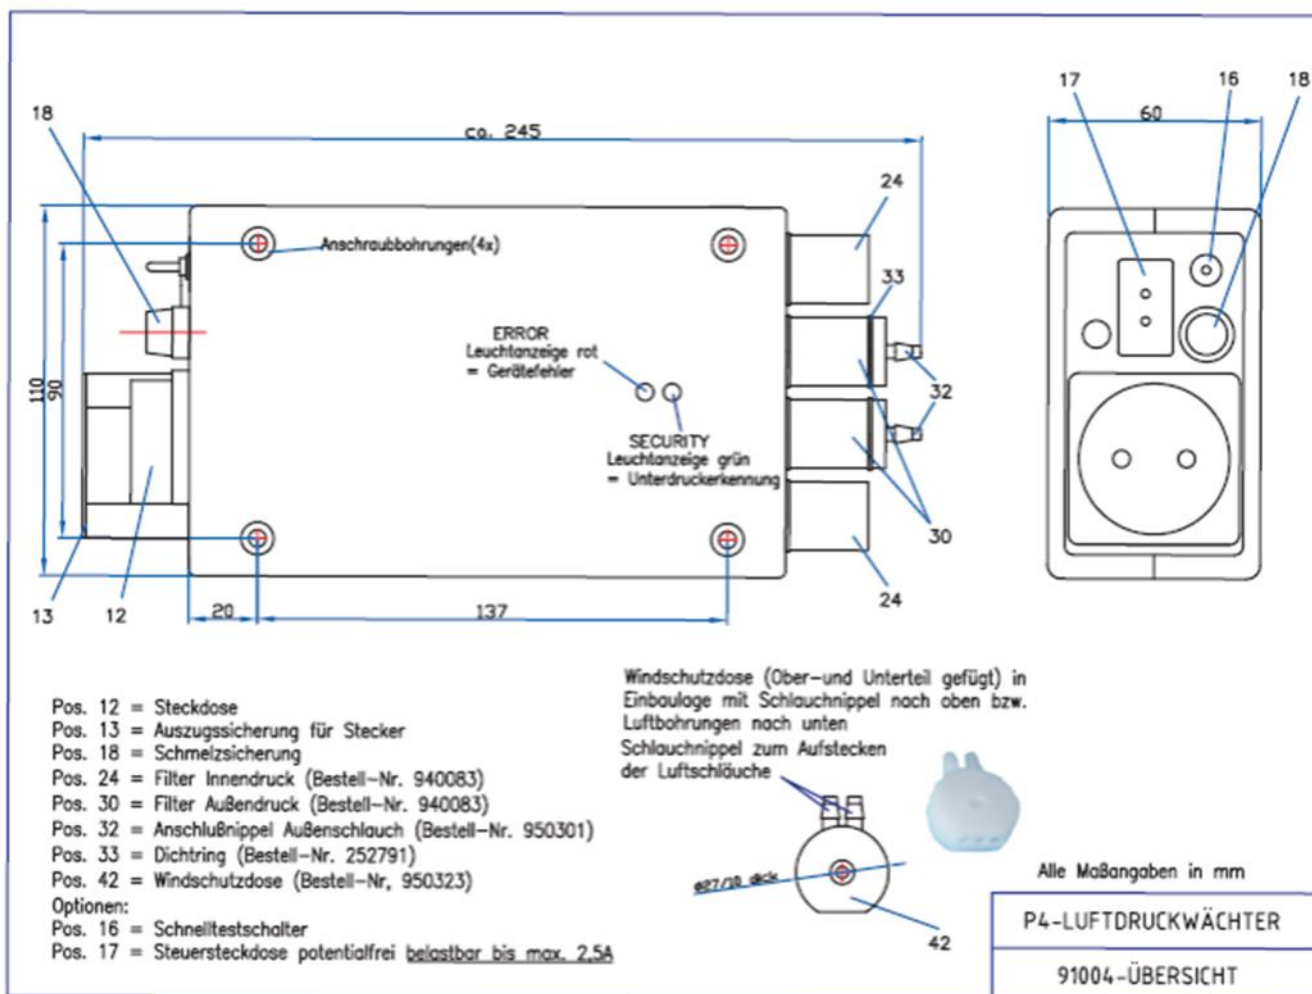 18
ca. 245
24
Anschraubbohrungen(4x)
33
ERROR
Leuchtanzeige rot
= Gerätefehler
110
90
32
SECURITY
Leuchtanzeige grün
= Unterdruckerkennung
30
24
13
12
20
137
17
16
18
60
Pos. 12 = Steckdose
Pos. 13 = Auszugssicherung für Stecker
Pos. 18 = Schmelzsicherung
Pos. 24 = Filter Innendruck (Bestell-Nr. 940083)
Pos. 30 = Filter Außendruck (Bestell-Nr. 940083)
Pos. 32 = Anschlußnippel Außenschlauch (Bestell-Nr. 950301)
Pos. 33 = Dichtring (Bestell-Nr. 252791)
Pos. 42 = Windschutzdose (Bestell-Nr, 950323)
Optionen:
Pos. 16 = Schnelltestschalter
Pos. 17 = Steuersteckdose potentialfrei belastbar bis max. 2,5A
Windschutzdose (Ober-und Unterteil gefügt) in
Einbaulage mit Schlauchnippel nach oben bzw.
Luftbohrungen nach unten
Schlauchnippel zum Aufstecken
der Luftschläuche
ø27/10 dick
42
Alle Maßangaben in mm
P4-LUFTDRUCKWÄCHTER
91004-ÜBERSICHT